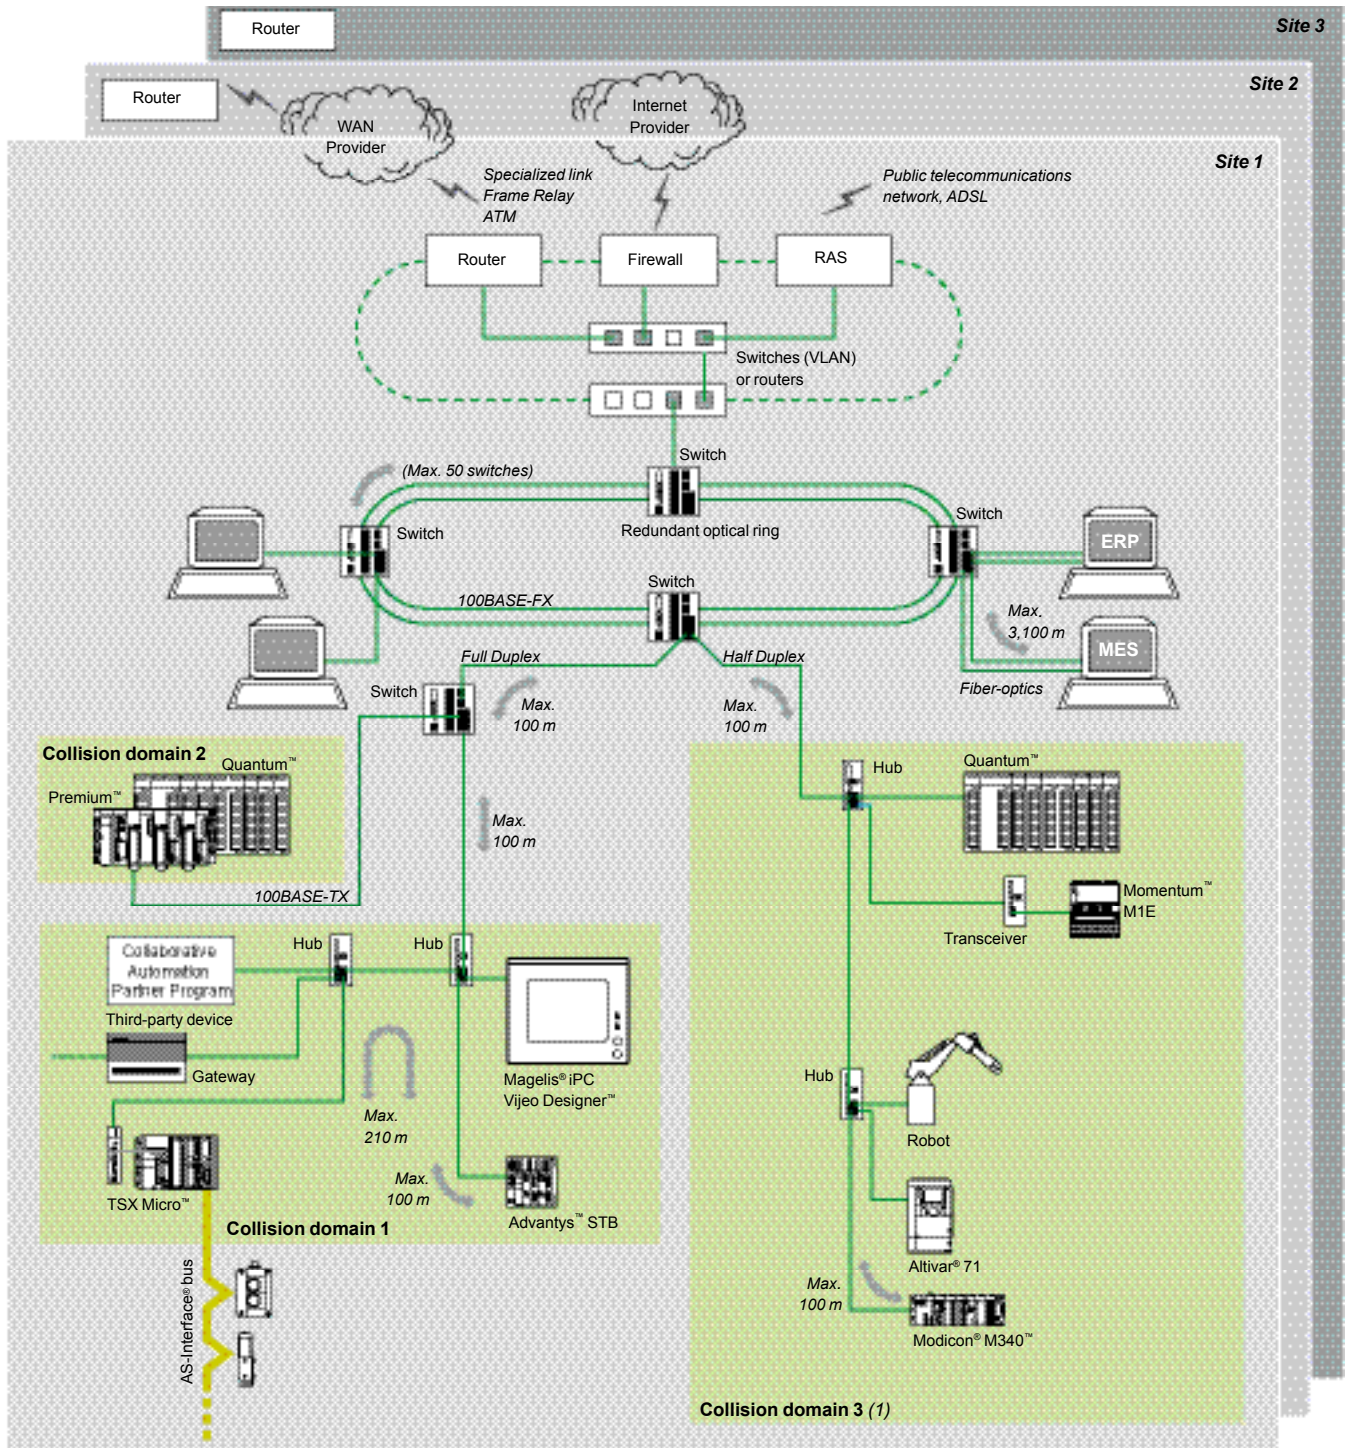 Router
Site 3
Router
Site 2
WAN
Provider
Internet
Provider
Site 1
Specialized link
Frame Relay
ATM
Public telecommunications
network, ADSL
Router
Firewall
RAS
Switches (VLAN)
or routers
Switch
(Max. 50 switches)
Redundant optical ring
Switch
Switch
ERP
Switch
100BASE-FX
Max.
3,100 m
MES
Full Duplex
Half Duplex
Fiber-optics
Switch
Max.
100 m
Max.
100 m
Collision domain 2
Quantum™
Premium™
Max.
100 m
100BASE-TX
Hub
Quantum™
Momentum™
M1E
Transceiver
Hub
Hub
Collaborative
Automation
Partner Program
Third-party device
Gateway
Magelis® iPC
Vijeo Designer™
Max.
210 m
Max.
100 m
TSX Micro™
Advantys™ STB
Collision domain 1
AS-Interface® bus
Hub
Robot
Altivar® 71
Max.
100 m
Modicon® M340™
Collision domain 3 (1)